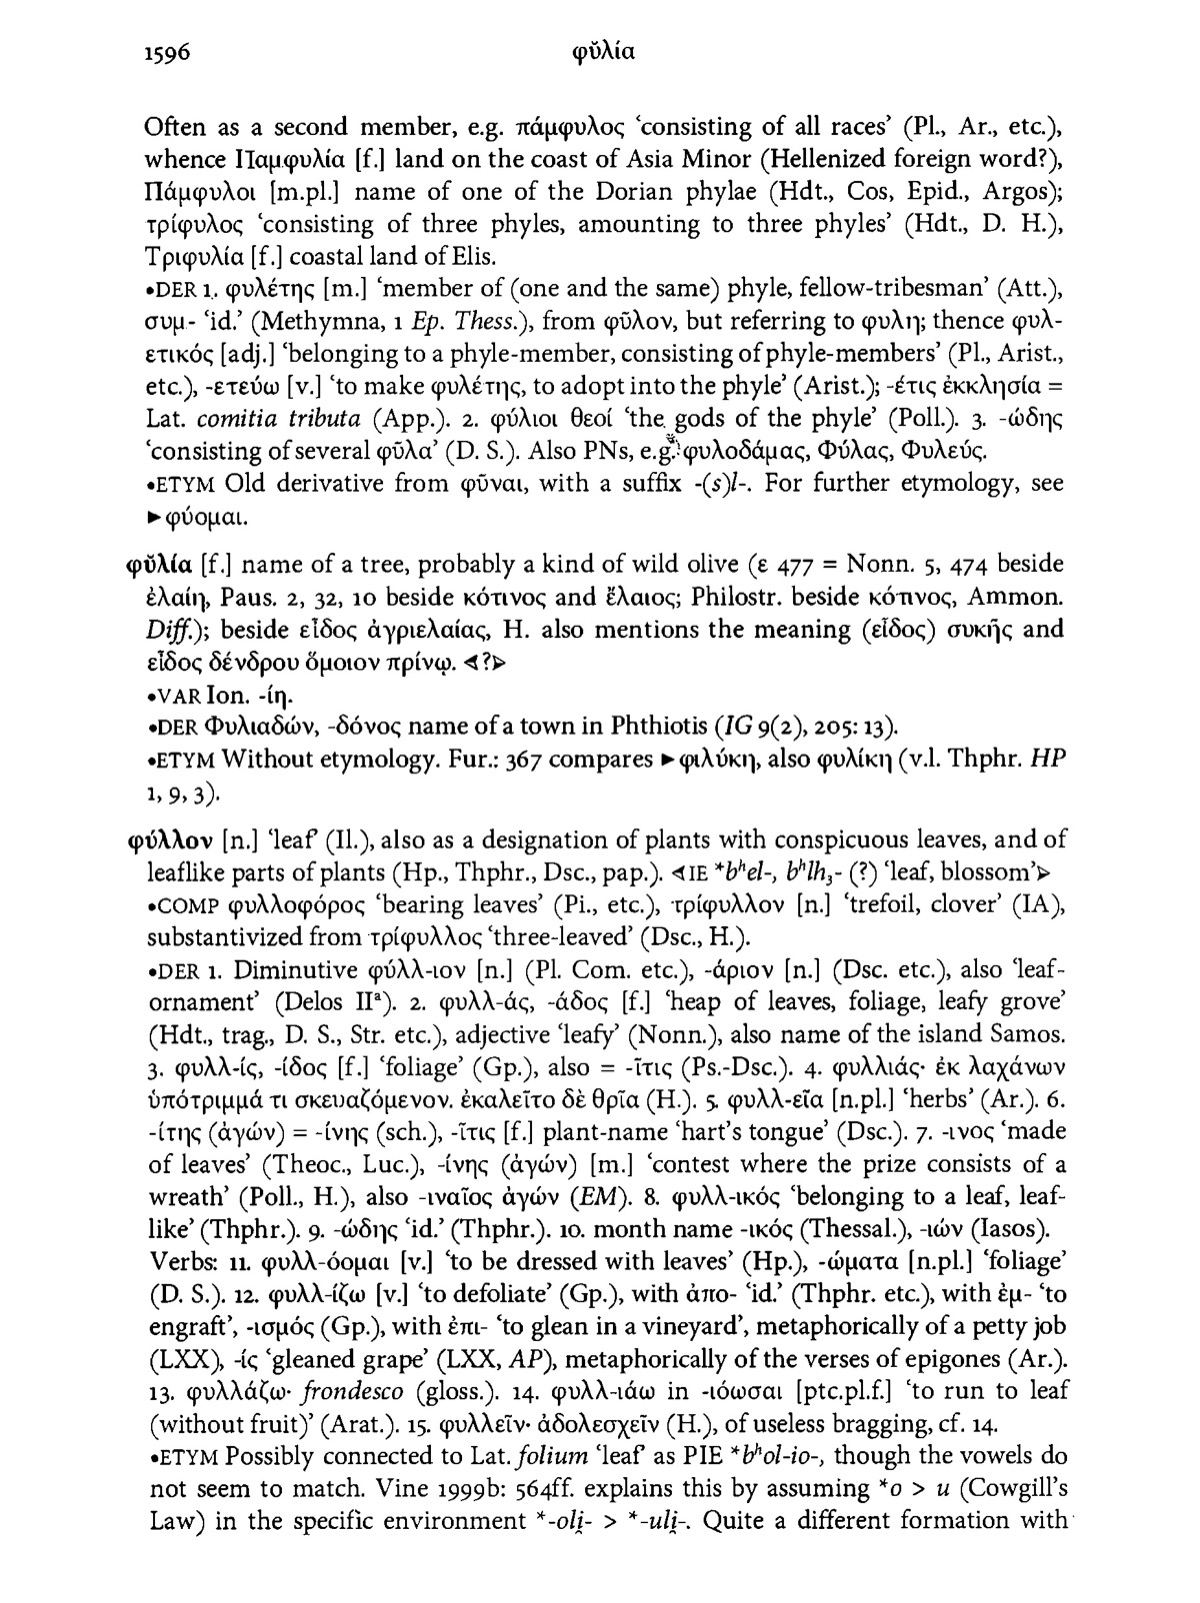 1596 φῠλία
Often as a second member, e.g. πάμφυλος ‘consisting of all races’ (Pl., Ar., etc.),
whence Παμφυλία [f.] land on the coast of Asia Minor (Hellenized foreign word?),
Πάμφυλοι [m.pl.] name of one of the Dorian phylae (Hdt., Cos, Epid., Argos);
τρίφυλος ‘consisting of three phyles, amounting to three phyles’ (Hdt., D. H.),
Τριφυλία [f.] coastal land of Elis.
•DER 1. φυλέτης [m.] ‘member of (one and the same) phyle, fellow-tribesman’ (Att.),
συμ- ‘id.’ (Methymna, 1 Ep. Thess.), from φῦλον, but referring to φυλη; thence φυλ-
ετικός [adj.] ‘belonging to a phyle-member, consisting of phyle-members’ (Pl., Arist.,
etc.), -ετεύω [v.] ‘to make φυλέτης, to adopt into the phyle’ (Arist.); -έτις ἐκκλησία =
Lat. comitia tributa (App.). 2. φύλιοι θεοί ‘the gods of the phyle’ (Poll.). 3. -ώδης
‘consisting of several φῦλα’ (D. S.). Also PNs, e.g. φυλοδάμας, Φύλας, Φυλεύς.
•ETYM Old derivative from φῦναι, with a suffix -(s)l-. For further etymology, see
►φύομαι.
φῠλία [f.] name of a tree, probably a kind of wild olive (ε 477 = Nonn. 5, 474 beside
ἐλαίη, Paus. 2, 32, 10 beside κότινος and ἔλαιος; Philostr. beside κότινος, Ammon.
Diff.); beside εἶδος ἀγριελαίας, H. also mentions the meaning (εἶδος) συκῆς and
εἶδος δένδρου ὅμοιον πρίνῳ. ◄?►
•VAR Ion. -ίη.
•DER Φυλιαδών, -δόνος name of a town in Phthiotis (IG 9(2), 205: 13).
•ETYM Without etymology. Fur.: 367 compares ►φιλύκη, also φυλίκη (v.l. Thphr. HP
1, 9, 3).
φύλλον [n.] ‘leaf’ (Il.), also as a designation of plants with conspicuous leaves, and of
leaflike parts of plants (Hp., Thphr., Dsc., pap.). ◄IE *bʰel-, bʰlh₃- (?) ‘leaf, blossom’►
•COMP φυλλοφόρος ‘bearing leaves’ (Pi., etc.), τρίφυλλον [n.] ‘trefoil, clover’ (IA),
substantivized from τρίφυλλος ‘three-leaved’ (Dsc., H.).
•DER 1. Diminutive φύλλ-ιον [n.] (Pl. Com. etc.), -άριον [n.] (Dsc. etc.), also ‘leaf-
ornament’ (Delos IIᵃ). 2. φυλλ-άς, -άδος [f.] ‘heap of leaves, foliage, leafy grove’
(Hdt., trag., D. S., Str. etc.), adjective ‘leafy’ (Nonn.), also name of the island Samos.
3. φυλλ-ίς, -ίδος [f.] ‘foliage’ (Gp.), also = -ῖτις (Ps.-Dsc.). 4. φυλλιάς· ἐκ λαχάνων
ὑπότριμμά τι σκευαζόμενον. ἐκαλεῖτο δὲ θρῖα (H.). 5. φυλλ-εῖα [n.pl.] ‘herbs’ (Ar.). 6.
-ίτης (ἀγών) = -ίνης (sch.), -ῖτις [f.] plant-name ‘hart’s tongue’ (Dsc.). 7. -ινος ‘made
of leaves’ (Theoc., Luc.), -ίνης (ἀγών) [m.] ‘contest where the prize consists of a
wreath’ (Poll., H.), also -ιναῖος ἀγών (EM). 8. φυλλ-ικός ‘belonging to a leaf, leaf-
like’ (Thphr.). 9. -ώδης ‘id.’ (Thphr.). 10. month name -ικός (Thessal.), -ιών (Iasos).
Verbs: 11. φυλλ-όομαι [v.] ‘to be dressed with leaves’ (Hp.), -ώματα [n.pl.] ‘foliage’
(D. S.). 12. φυλλ-ίζω [v.] ‘to defoliate’ (Gp.), with ἀπο- ‘id.’ (Thphr. etc.), with ἐμ- ‘to
engraft’, -ισμός (Gp.), with ἐπι- ‘to glean in a vineyard’, metaphorically of a petty job
(LXX), -ίς ‘gleaned grape’ (LXX, AP), metaphorically of the verses of epigones (Ar.).
13. φυλλάζω· frondesco (gloss.). 14. φυλλ-ιάω in -ιόωσαι [ptc.pl.f.] ‘to run to leaf
(without fruit)’ (Arat.). 15. φυλλεῖν· ἀδολεσχεῖν (H.), of useless bragging, cf. 14.
•ETYM Possibly connected to Lat. folium ‘leaf’ as PIE *bʰol-io-, though the vowels do
not seem to match. Vine 1999b: 564ff. explains this by assuming *o > u (Cowgill’s
Law) in the specific environment *-oli̯- > *-uli̯-. Quite a different formation with